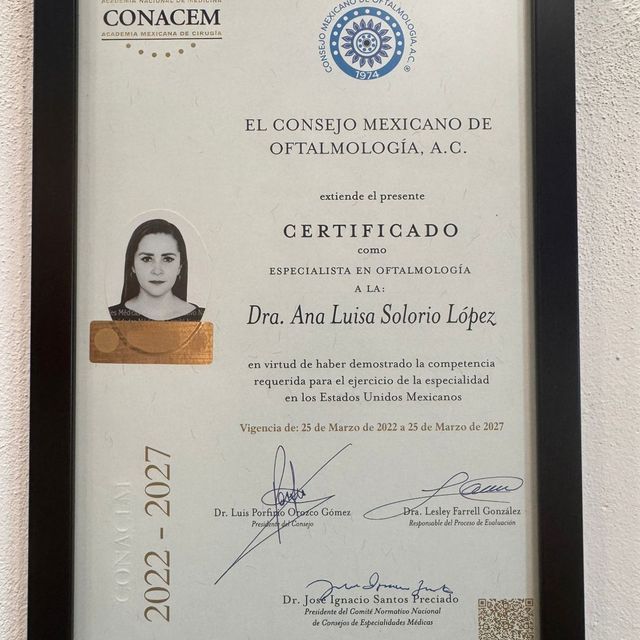 ACADEMIA NACIONAL DE MEDICINA
CONACEM
ACADEMIA MEXICANA DE CIRUGÍA
CONSEJO MEXICANO DE OFTALMOLOGÍA, A.C.
1974
EL CONSEJO MEXICANO DE
OFTALMOLOGÍA, A.C.
extiende el presente
CERTIFICADO
como
ESPECIALISTA EN OFTALMOLOGÍA
A LA:
Dra. Ana Luisa Solorio López
en virtud de haber demostrado la competencia
requerida para el ejercicio de la especialidad
en los Estados Unidos Mexicanos
Vigencia de: 25 de Marzo de 2022 a 25 de Marzo de 2027
CONACEM
2022 - 2027
Dr. Luis Porfirio Orozco Gómez
Presidente del Consejo
Dra. Lesley Farrell González
Responsable del Proceso de Evaluación
Dr. José Ignacio Santos Preciado
Presidente del Comité Normativo Nacional
de Consejos de Especialidades Médicas